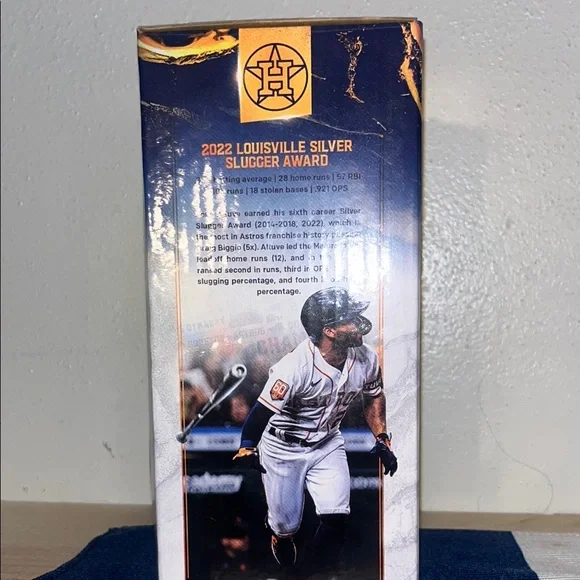 H
2022 LOUISVILLE SILVER
SLUGGER AWARD
average | 28 home runs | 57 RBI
runs | 18 stolen bases | .921 OPS
earned his sixth career Silver
Slugger Award (2014-2018, 2022), which is
the most in Astros franchise history
Biggio (5x). Altuve led the
home runs (12), and in
ranked second in runs, third in OPS
slugging percentage, and fourth
percentage.
60